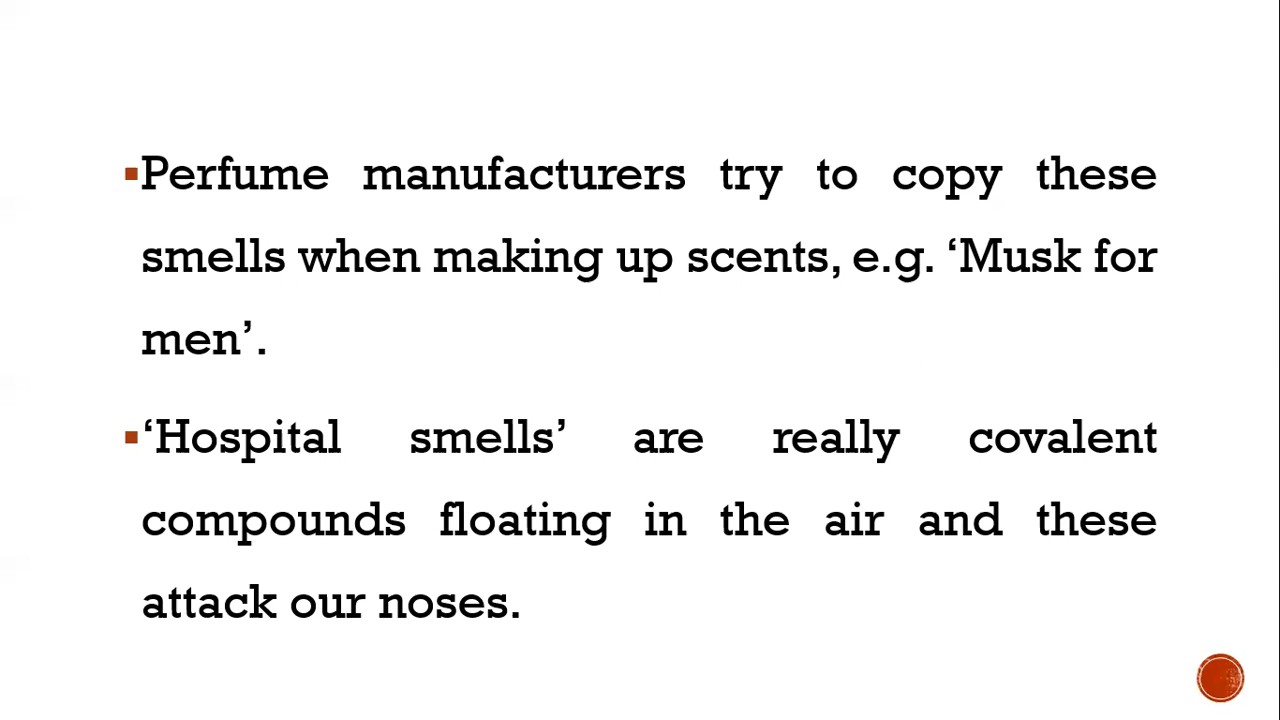 ▪Perfume manufacturers try to copy these
smells when making up scents, e.g. ‘Musk for
men’.
▪‘Hospital smells’ are really covalent
compounds floating in the air and these
attack our noses.